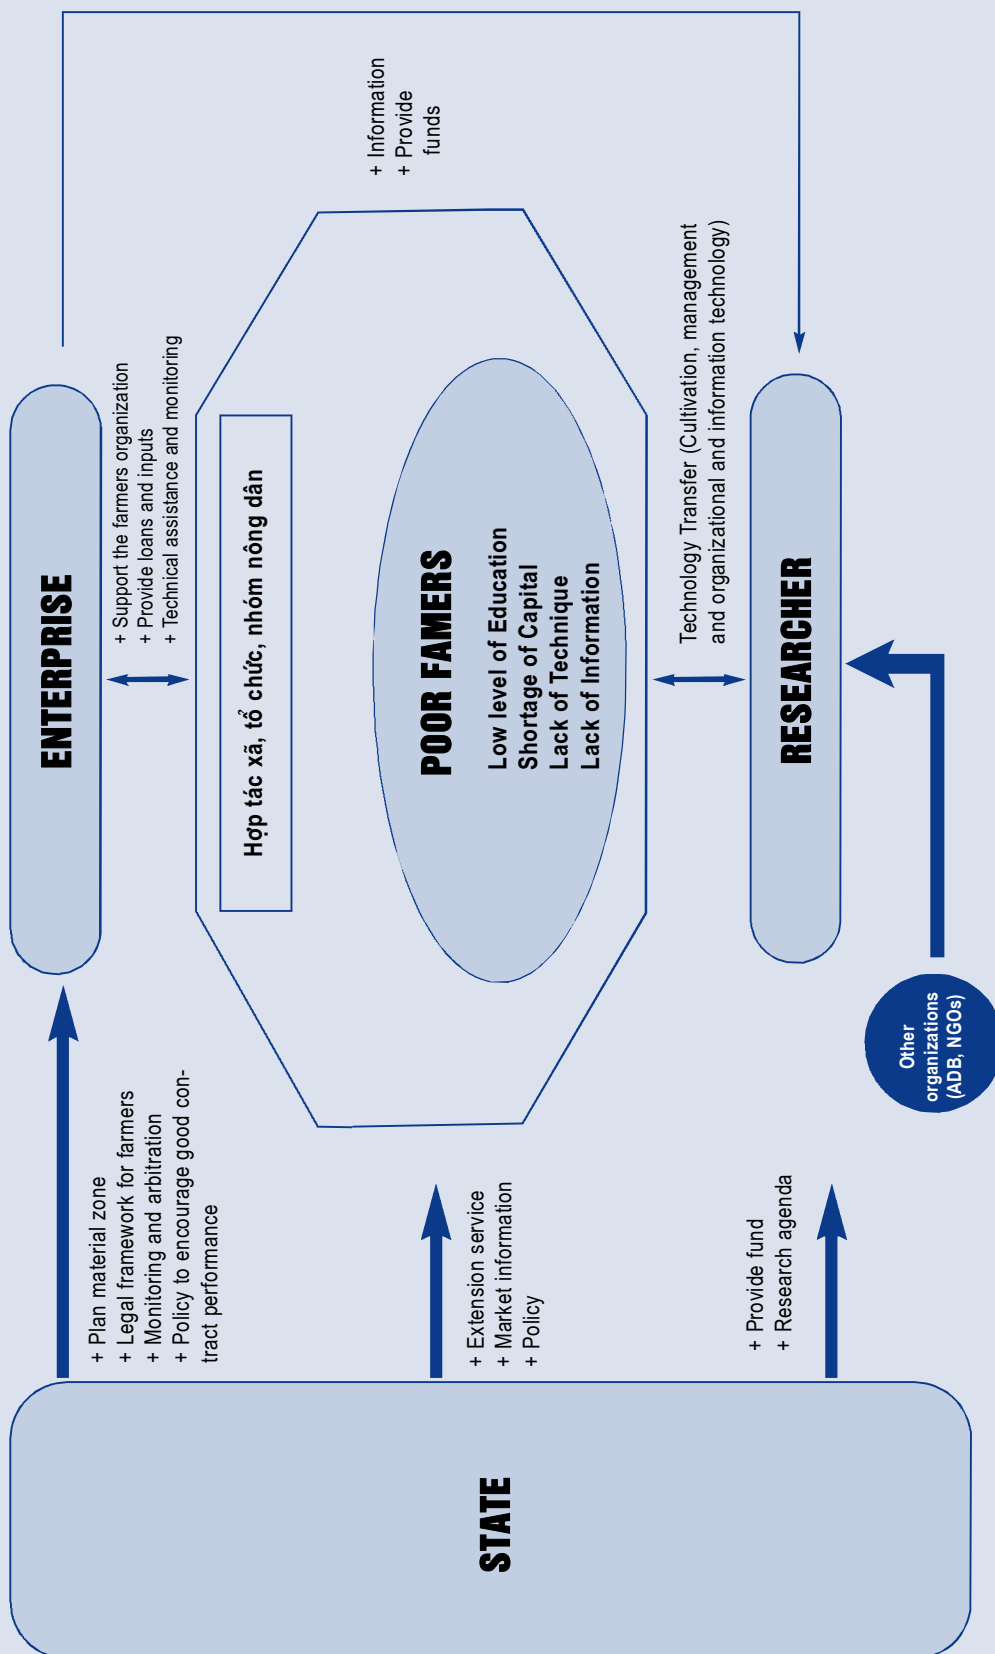 STATE
+ Plan material zone
+ Legal framework for farmers
+ Monitoring and arbitration
+ Policy to encourage good con-
tract performance
+ Extension service
+ Market information
+ Policy
+ Provide fund
+ Research agenda
ENTERPRISE
+ Support the farmers organization
+ Provide loans and inputs
+ Technical assistance and monitoring
Hợp tác xã, tổ chức, nhóm nông dân
POOR FAMERS
Low level of Education
Shortage of Capital
Lack of Technique
Lack of Information
Technology Transfer (Cultivation, management
and organizational and information technology)
RESEARCHER
Other
organizations
(ADB, NGOs)
+ Information
+ Provide
funds